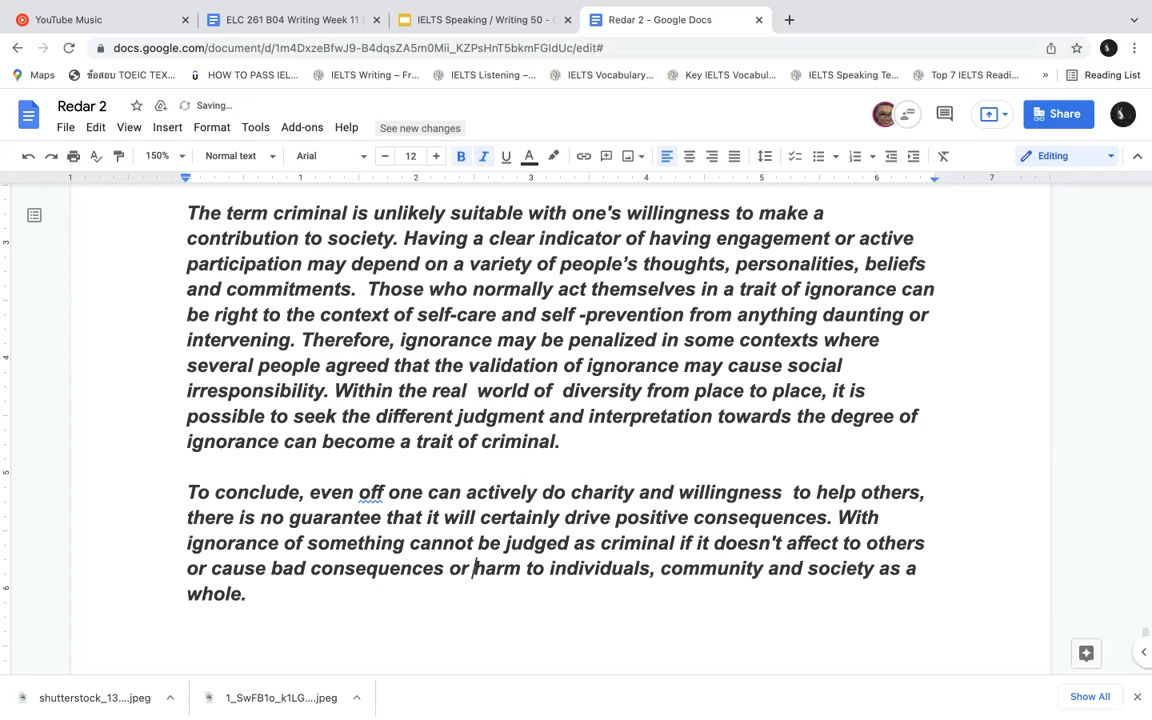 YouTube Music
ELC 261 B04 Writing Week 11
IELTS Speaking / Writing 50 -
Redar 2 - Google Docs
docs.google.com/document/d/1m4DxzeBfwJ9-B4dqsZA5m0Mii_KZPsHnT5bkmFGIdUc/edit#
Maps
ข้อสอบ TOEIC TEX...
HOW TO PASS IEL...
IELTS Writing – Fr...
IELTS Listening –...
IELTS Vocabulary...
Key IELTS Vocabul...
IELTS Speaking Te...
Top 7 IELTS Readi...
»
Reading List
Redar 2
Saving...
File Edit View Insert Format Tools Add-ons Help
See new changes
Share
150%
Normal text
Arial
− 12 +
B I U A
Editing
1 1 2 3 4 5 6 7
3
4
5
6
The term criminal is unlikely suitable with one's willingness to make a
contribution to society. Having a clear indicator of having engagement or active
participation may depend on a variety of people’s thoughts, personalities, beliefs
and commitments.  Those who normally act themselves in a trait of ignorance can
be right to the context of self-care and self -prevention from anything daunting or
intervening. Therefore, ignorance may be penalized in some contexts where
several people agreed that the validation of ignorance may cause social
irresponsibility. Within the real  world of  diversity from place to place, it is
possible to seek the different judgment and interpretation towards the degree of
ignorance can become a trait of criminal.
To conclude, even off one can actively do charity and willingness  to help others,
there is no guarantee that it will certainly drive positive consequences. With
ignorance of something cannot be judged as criminal if it doesn't affect to others
or cause bad consequences or harm to individuals, community and society as a
whole.
shutterstock_13....jpeg
1_SwFB1o_k1LG....jpeg
Show All